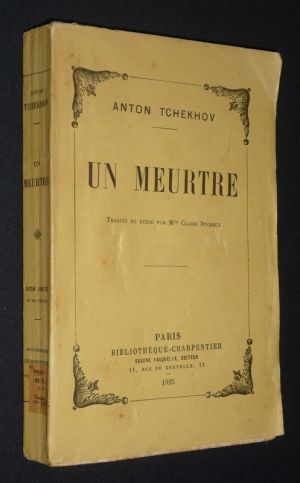 ANTON TCHEKHOV
UN MEURTRE
TRADUIT DU RUSSE PAR Mme CLAIRE DUCREUX
PARIS
BIBLIOTHÈQUE-CHARPENTIER
EUGÈNE FASQUELLE, ÉDITEUR
11, RUE DE GRENELLE, 11
1925
ANTON
TCHEKHOV
UN
MEURTRE